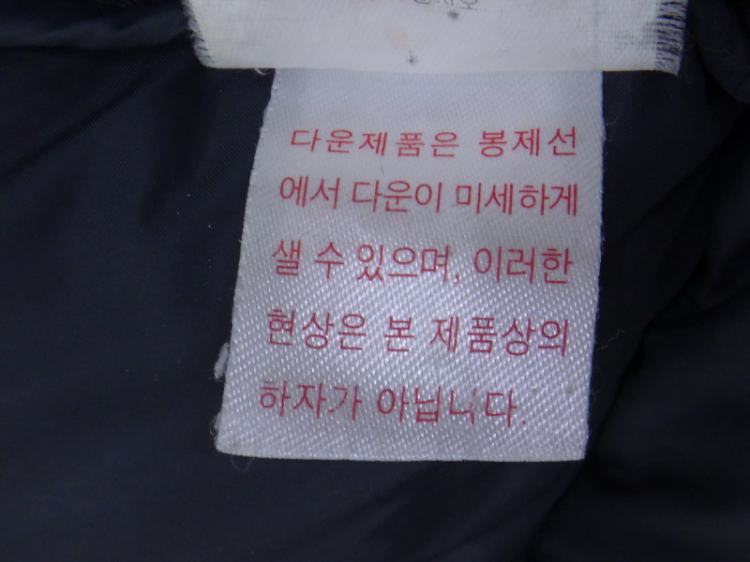 다운제품은 봉제선
에서 다운이 미세하게
샐 수 있으며, 이러한
현상은 본 제품상의
하자가 아닙니다.